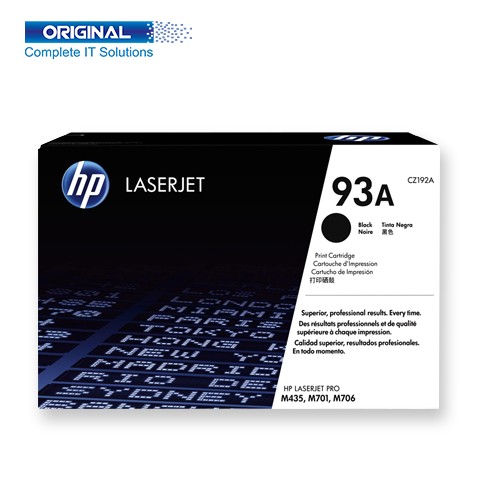 ORIGINAL
Complete IT Solutions
hp
LASERJET
93A
CZ192A
Black Tinta Negra
Noire 黑色
Print Cartridge
Cartouche d'Impression
Cartucho de Impresión
打印硒鼓
Superior, professional results. Every time.
Des résultats professionnels et de qualité
supérieure à chaque impression.
Calidad superior, resultados profesionales.
En todo momento.
HP LASERJET PRO
M435, M701, M706